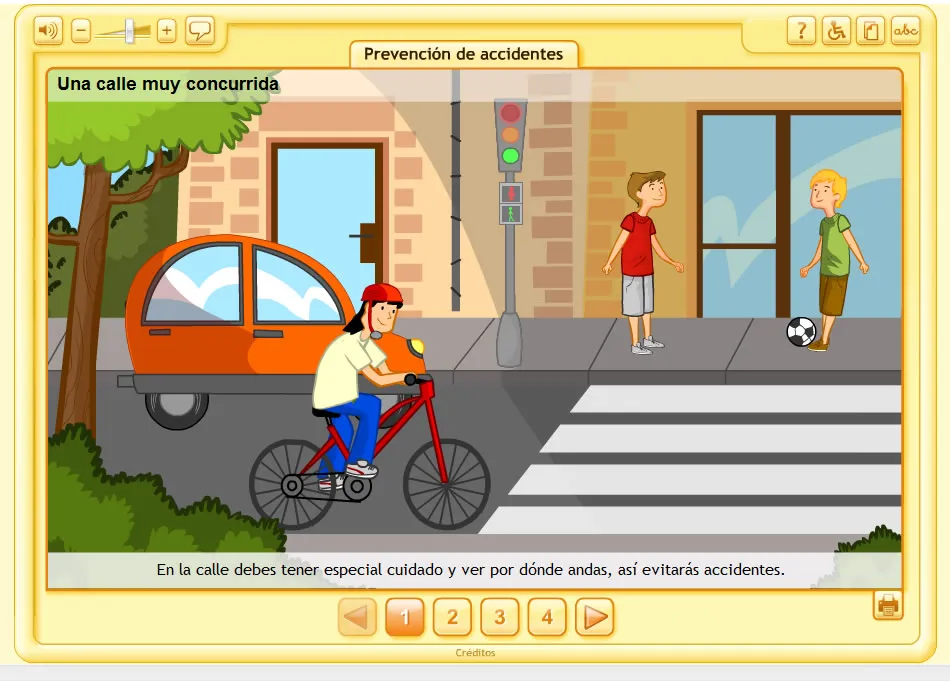 ? abc
Prevención de accidentes
Una calle muy concurrida
En la calle debes tener especial cuidado y ver por dónde andas, así evitarás accidentes.
1 2 3 4
Créditos